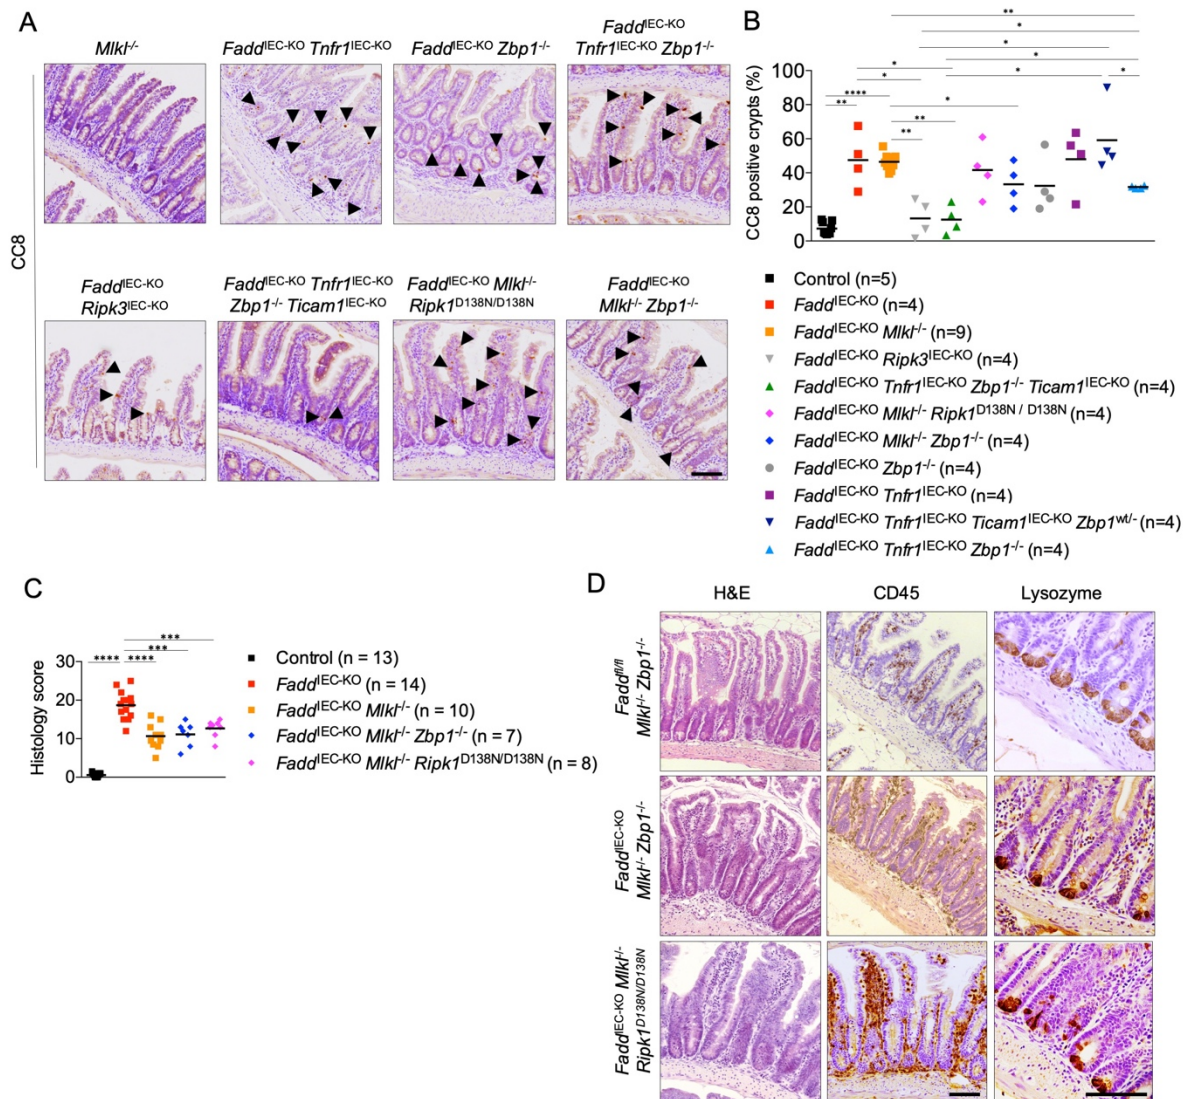 A
Mlkl-/-
FaddIEC-KO Tnfr1IEC-KO
FaddIEC-KO Zbp1-/-
FaddIEC-KO
Tnfr1IEC-KO Zbp1-/-
CC8
FaddIEC-KO
Ripk3IEC-KO
FaddIEC-KO Tnfr1IEC-KO
Zbp1-/- Ticam1IEC-KO
FaddIEC-KO Mlkl-/-
Ripk1D138N/D138N
FaddIEC-KO
Mlkl-/- Zbp1-/-
B
**
*
*
*
* * *
*
**** *
** **
**
CC8 positive crypts (%)
100
80
60
40
20
0
Control (n=5)
FaddIEC-KO (n=4)
FaddIEC-KO Mlkl-/- (n=9)
FaddIEC-KO Ripk3IEC-KO (n=4)
FaddIEC-KO Tnfr1IEC-KO Zbp1-/- Ticam1IEC-KO (n=4)
FaddIEC-KO Mlkl-/- Ripk1D138N / D138N (n=4)
FaddIEC-KO Mlkl-/- Zbp1-/- (n=4)
FaddIEC-KO Zbp1-/- (n=4)
FaddIEC-KO Tnfr1IEC-KO (n=4)
FaddIEC-KO Tnfr1IEC-KO Ticam1IEC-KO Zbp1wt/- (n=4)
FaddIEC-KO Tnfr1IEC-KO Zbp1-/- (n=4)
C
***
***
**** ****
Histology score
30
20
10
0
Control (n = 13)
FaddIEC-KO (n = 14)
FaddIEC-KO Mlkl-/- (n = 10)
FaddIEC-KO Mlkl-/- Zbp1-/- (n = 7)
FaddIEC-KO Mlkl-/- Ripk1D138N/D138N (n = 8)
D
H&E
CD45
Lysozyme
Faddfl/fl
Mlkl-/- Zbp1-/-
FaddIEC-KO
Mlkl-/- Zbp1-/-
FaddIEC-KO Mlkl-/-
Ripk1D138N/D138N